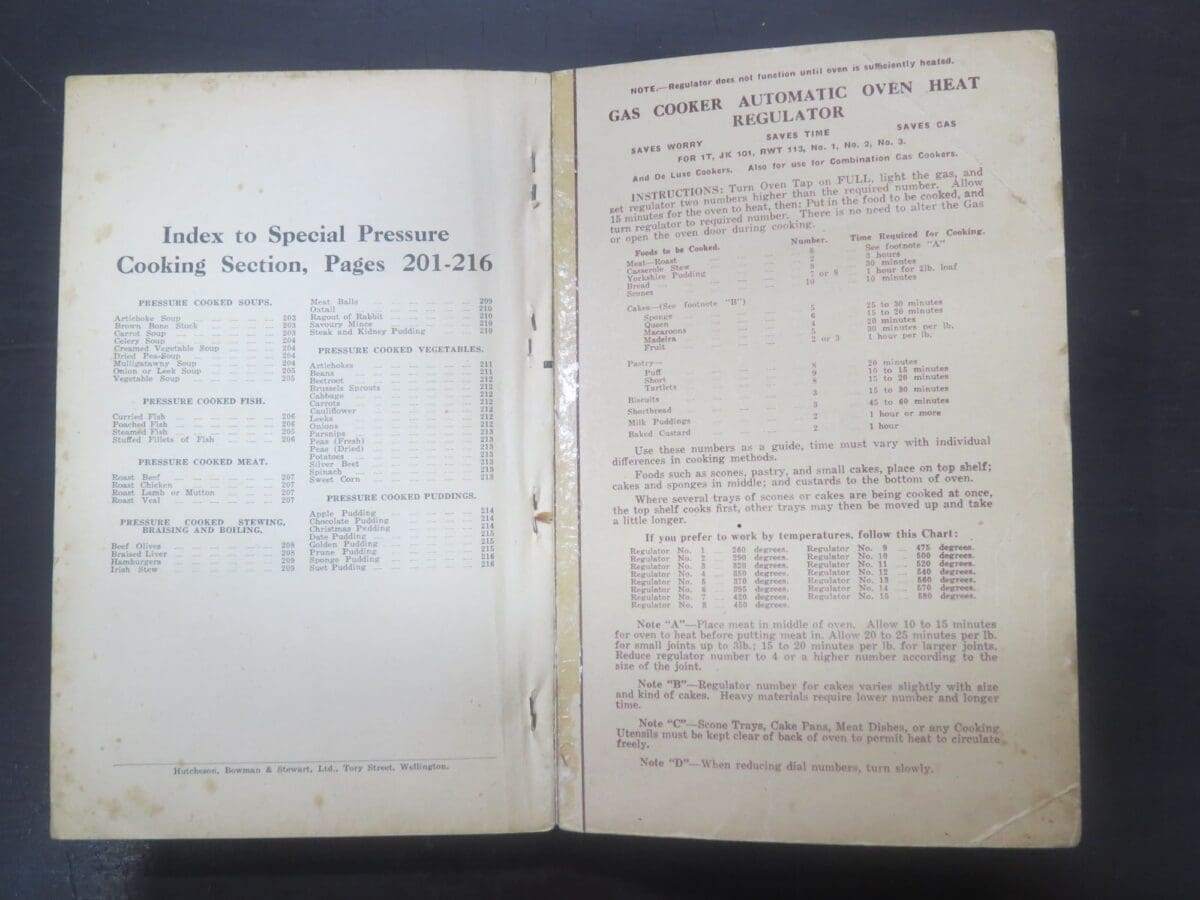 Index to Special Pressure
Cooking Section, Pages 201-216
PRESSURE COOKED SOUPS.
Artichoke Soup 203
Brown Bone Stock 203
Carrot Soup 203
Celery Soup 204
Creamed Vegetable Soup 204
Dried Pea-Soup 204
Mulligatawny Soup 204
Onion or Leek Soup 205
Vegetable Soup 205
PRESSURE COOKED FISH.
Curried Fish 206
Poached Fish 206
Steamed Fish 205
Stuffed Fillets of Fish 206
PRESSURE COOKED MEAT.
Roast Beef 207
Roast Chicken 207
Roast Lamb or Mutton 207
Roast Veal 207
PRESSURE COOKED STEWING,
BRAISING AND BOILING.
Beef Olives 208
Braised Liver 208
Hamburgers 209
Irish Stew 209
Meat Balls 209
Oxtail 210
Ragout of Rabbit 210
Savoury Mince 210
Steak and Kidney Pudding 210
PRESSURE COOKED VEGETABLES.
Artichokes 211
Beans 211
Beetroot 212
Brussels Sprouts 212
Cabbage 212
Carrots 212
Cauliflower 212
Leeks 212
Onions 212
Parsnips 213
Peas (Fresh) 213
Peas (Dried) 213
Potatoes 213
Silver Beet 213
Spinach 213
Sweet Corn 213
PRESSURE COOKED PUDDINGS.
Apple Pudding 214
Chocolate Pudding 214
Christmas Pudding 214
Date Pudding 215
Golden Pudding 215
Prune Pudding 215
Sponge Pudding 216
Suet Pudding 216
Hutcheson, Bowman & Stewart, Ltd., Tory Street, Wellington.
NOTE.—Regulator does not function until oven is sufficiently heated.
GAS COOKER AUTOMATIC OVEN HEAT
REGULATOR
SAVES WORRY SAVES TIME SAVES GAS
FOR 1T, JK 101, RWT 113, No. 1, No. 2, No. 3.
And De Luxe Cookers. Also for use for Combination Gas Cookers.
INSTRUCTIONS: Turn Oven Tap on FULL, light the gas, and
set regulator two numbers higher than the required number. Allow
15 minutes for the oven to heat, then: Put in the food to be cooked, and
turn regulator to required number. There is no need to alter the Gas
or open the oven door during cooking.
Foods to be Cooked. Number. Time Required for Cooking.
Meat—Roast 8 See footnote "A"
Casserole Stew 2 3 hours
Yorkshire Pudding 8 30 minutes
Bread 7 or 8 1 hour for 2lb. loaf
Scones 10 10 minutes
Cakes—(See footnote "B")
Sponge 5 25 to 30 minutes
Queen 6 15 to 20 minutes
Macaroons 4 20 minutes
Madeira 5 30 minutes per lb.
Fruit 2 or 3 1 hour per lb.
Pastry—
Puff 8 20 minutes
Short 9 10 to 15 minutes
Tartlets 8 15 to 20 minutes
Biscuits 3 15 to 30 minutes
Shortbread 3 45 to 60 minutes
Milk Puddings 2 1 hour or more
Baked Custard 2 1 hour
Use these numbers as a guide, time must vary with individual
differences in cooking methods.
Foods such as scones, pastry, and small cakes, place on top shelf;
cakes and sponges in middle; and custards to the bottom of oven.
Where several trays of scones or cakes are being cooked at once,
the top shelf cooks first, other trays may then be moved up and take
a little longer.
If you prefer to work by temperatures, follow this Chart:
Regulator No. 1 260 degrees.
Regulator No. 2 290 degrees.
Regulator No. 3 320 degrees.
Regulator No. 4 350 degrees.
Regulator No. 5 370 degrees.
Regulator No. 6 395 degrees.
Regulator No. 7 420 degrees.
Regulator No. 8 450 degrees.
Regulator No. 9 475 degrees.
Regulator No. 10 500 degrees.
Regulator No. 11 520 degrees.
Regulator No. 12 540 degrees.
Regulator No. 13 560 degrees.
Regulator No. 14 570 degrees.
Regulator No. 15 580 degrees.
Note "A"—Place meat in middle of oven. Allow 10 to 15 minutes
for oven to heat before putting meat in. Allow 20 to 25 minutes per lb.
for small joints up to 3lb.; 15 to 20 minutes per lb. for larger joints.
Reduce regulator number to 4 or a higher number according to the
size of the joint.
Note "B"—Regulator number for cakes varies slightly with size
and kind of cakes. Heavy materials require lower number and longer
time.
Note "C"—Scone Trays, Cake Pans, Meat Dishes, or any Cooking
Utensils must be kept clear of back of oven to permit heat to circulate
freely.
Note "D"—When reducing dial numbers, turn slowly.